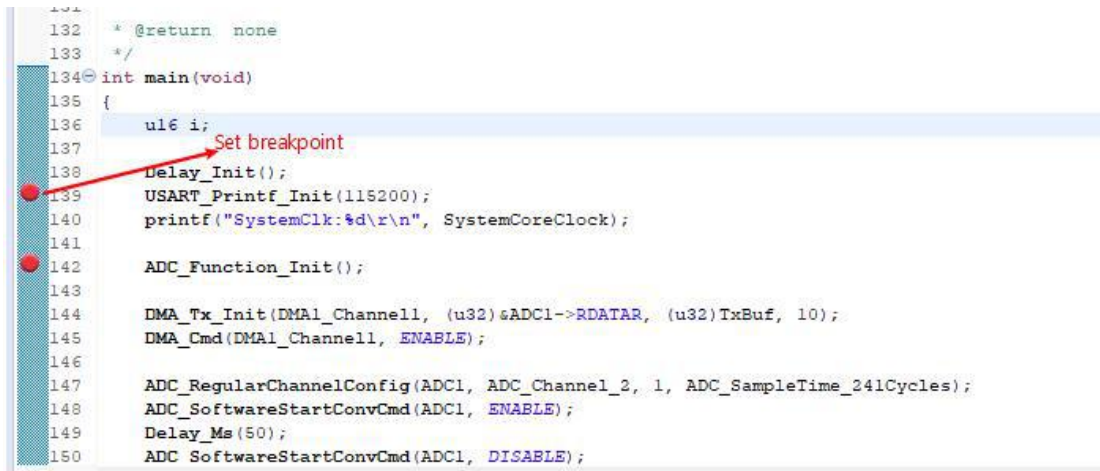 131
132 * @return none
133 */
134 int main(void)
135 {
136 u16 i;
137
Set breakpoint
138 Delay_Init();
139 USART_Printf_Init(115200);
140 printf("SystemClk:%d\r\n", SystemCoreClock);
141
142 ADC_Function_Init();
143
144 DMA_Tx_Init(DMA1_Channel1, (u32)&ADC1->RDATAR, (u32)TxBuf, 10);
145 DMA_Cmd(DMA1_Channel1, ENABLE);
146
147 ADC_RegularChannelConfig(ADC1, ADC_Channel_2, 1, ADC_SampleTime_241Cycles);
148 ADC_SoftwareStartConvCmd(ADC1, ENABLE);
149 Delay_Ms(50);
150 ADC_SoftwareStartConvCmd(ADC1, DISABLE);